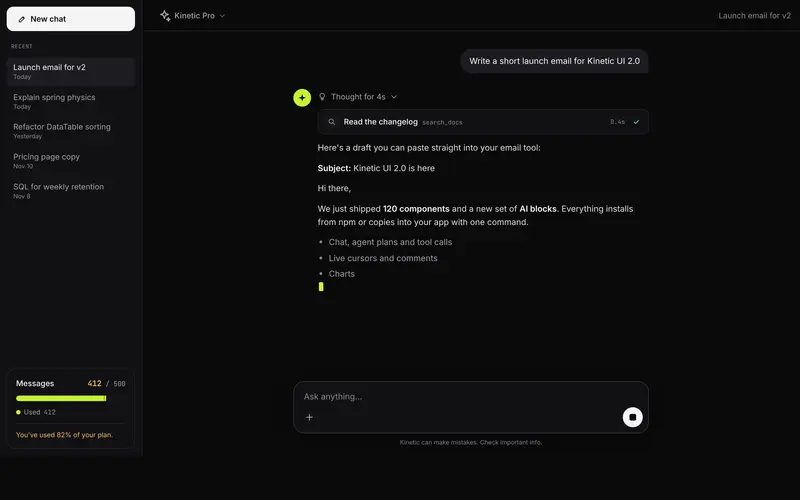 New chat
Kinetic Pro
Launch email for v2
RECENT
Launch email for v2
Today
Explain spring physics
Today
Refactor DataTable sorting
Yesterday
Pricing page copy
Nov 10
SQL for weekly retention
Nov 8
Messages 412 / 500
Used 412
You've used 82% of your plan.
Write a short launch email for Kinetic UI 2.0
Thought for 4s
Read the changelog search_docs 0.4s
Here's a draft you can paste straight into your email tool:
Subject: Kinetic UI 2.0 is here
Hi there,
We just shipped 120 components and a new set of AI blocks. Everything installs
from npm or copies into your app with one command.
• Chat, agent plans and tool calls
• Live cursors and comments
• Charts
Ask anything...
Kinetic can make mistakes. Check important info.